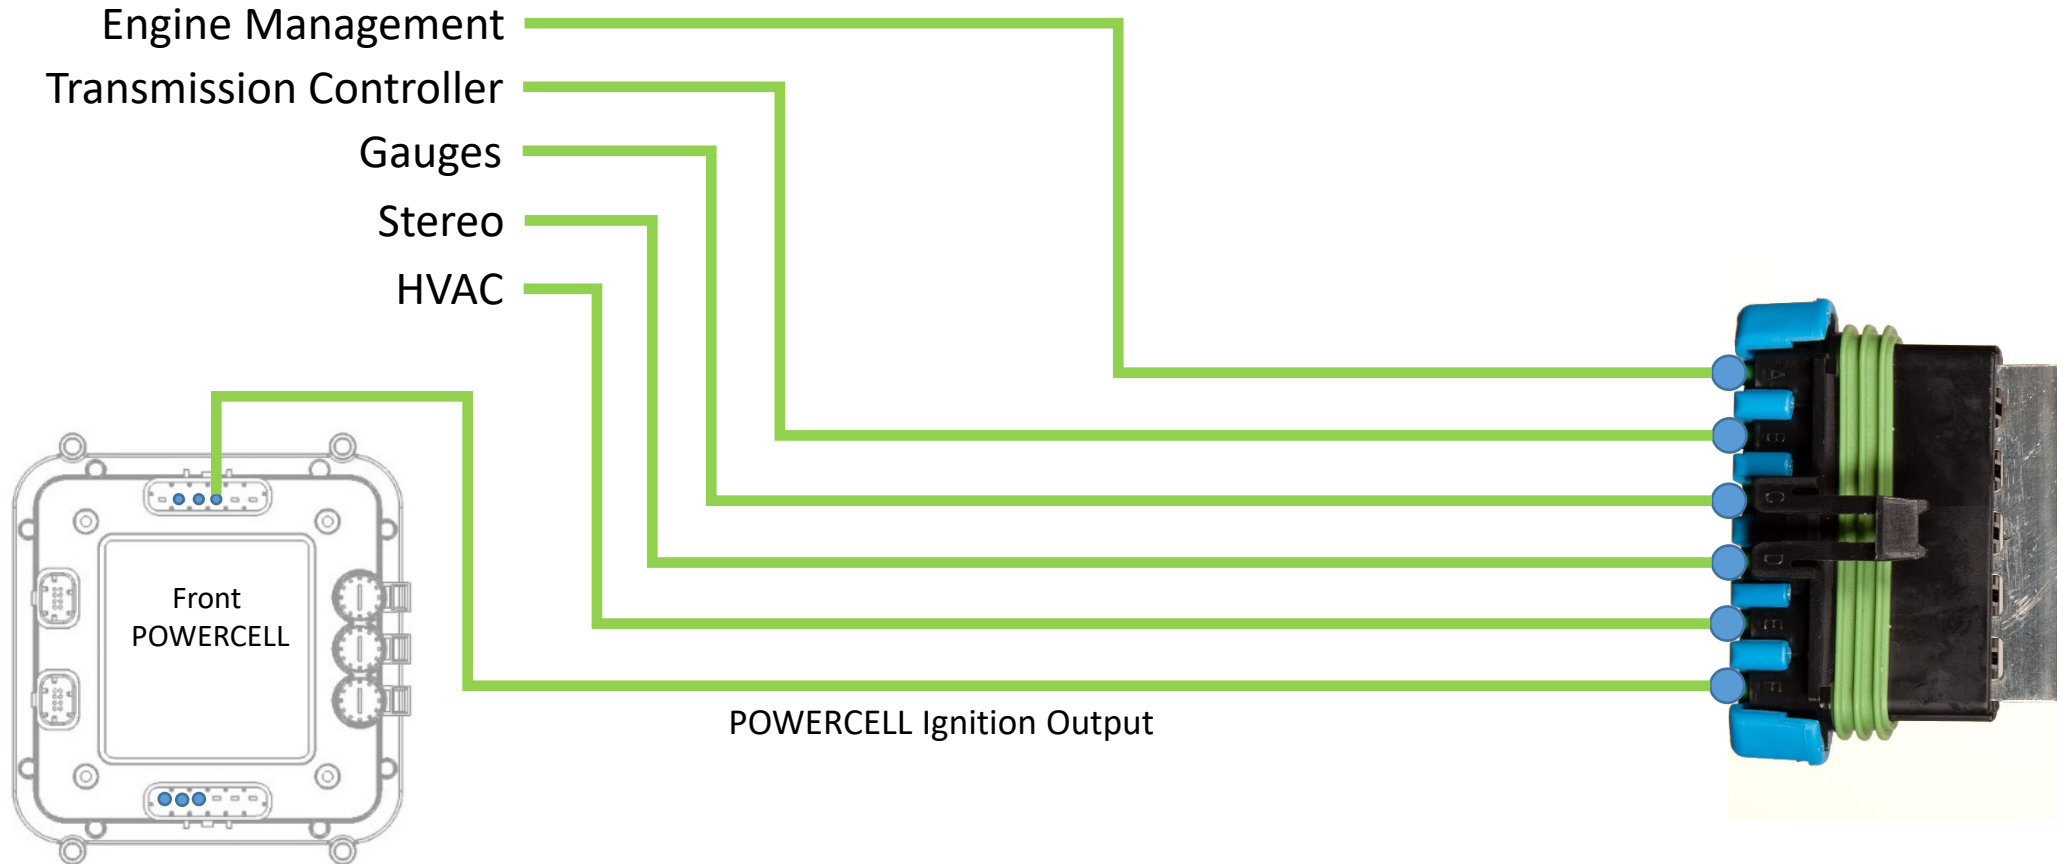 Engine Management
Transmission Controller
Gauges
Stereo
HVAC
Front
POWERCELL
POWERCELL Ignition Output
A
C
D
E
F